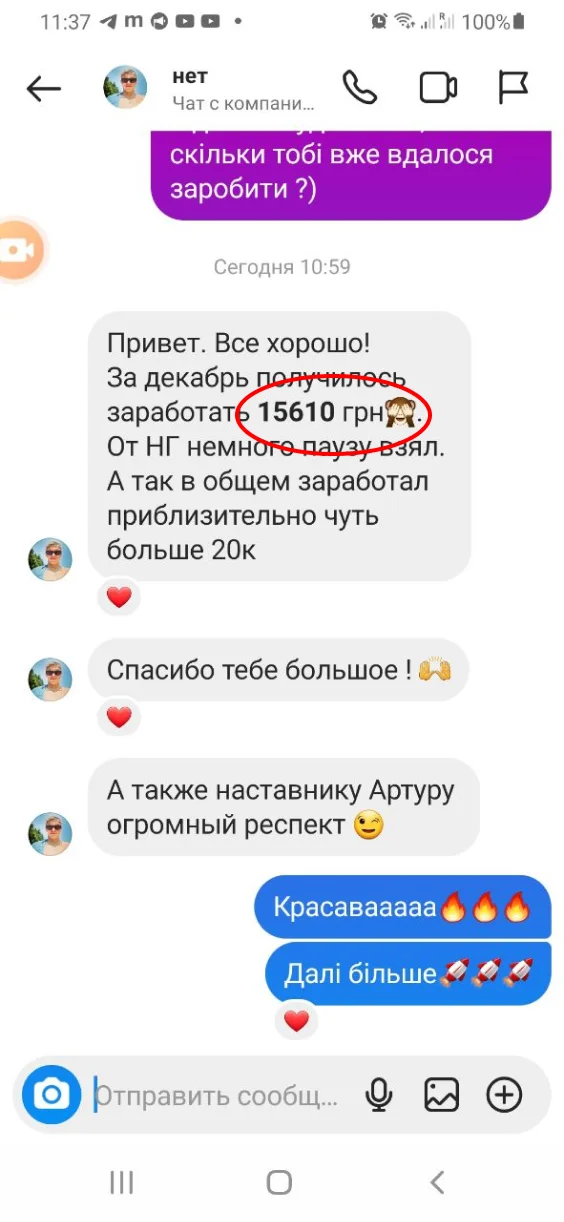 11:37
100%
нет
Чат с компани...
скільки тобі вже вдалося
заробити ?)
Сегодня 10:59
Привет. Все хорошо!
За декабрь получилось
заработать 15610 грн🙈.
От НГ немного паузу взял.
А так в общем заработал
приблизительно чуть
больше 20к
Спасибо тебе большое ! 🙌
А также наставнику Артуру
огромный респект 😉
Красавааааа🔥🔥🔥
Далі більше🚀🚀🚀
Отправить сообщ...